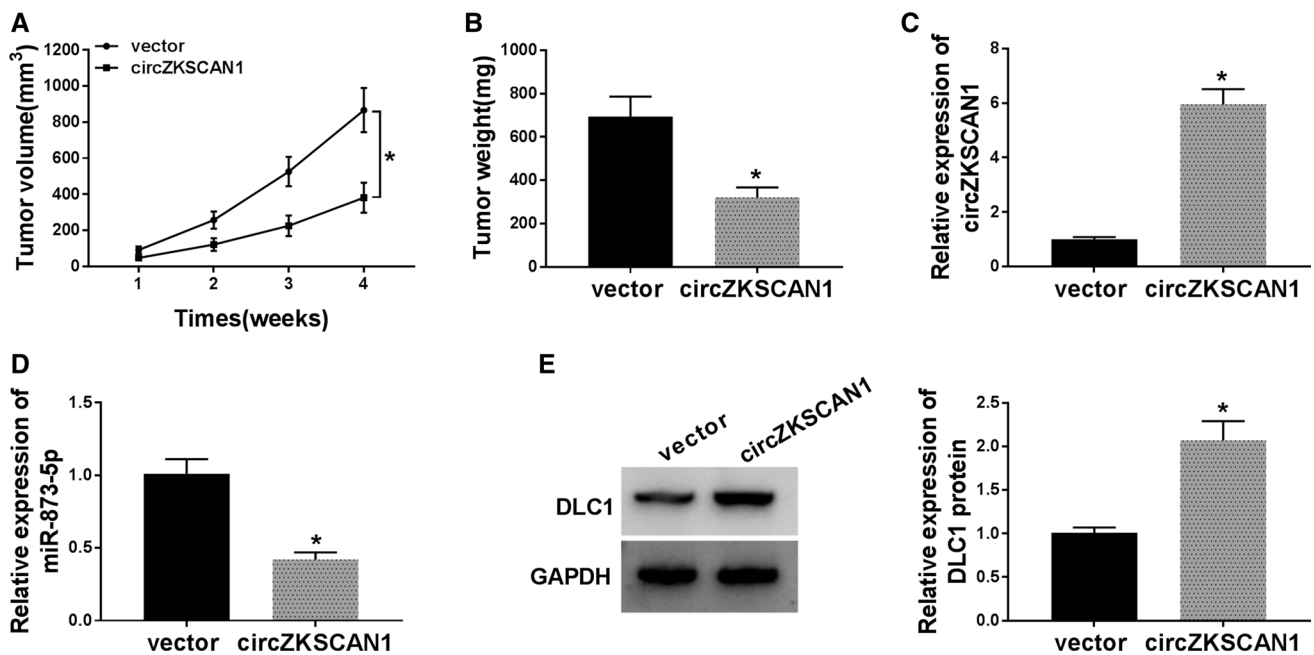 A
Tumor volume(mm3)
1200
1000
800
600
400
200
0
vector
circZKSCAN1
*
1 2 3 4
Times(weeks)
B
Tumor weight(mg)
1000
800
600
400
200
0
*
vector circZKSCAN1
C
Relative expression of
circZKSCAN1
8
6
4
2
0
*
vector circZKSCAN1
D
Relative expression of
miR-873-5p
1.5
1.0
0.5
0.0
*
vector circZKSCAN1
E
vector circZKSCAN1
DLC1
GAPDH
Relative expression of
DLC1 protein
2.5
2.0
1.5
1.0
0.5
0.0
*
vector circZKSCAN1